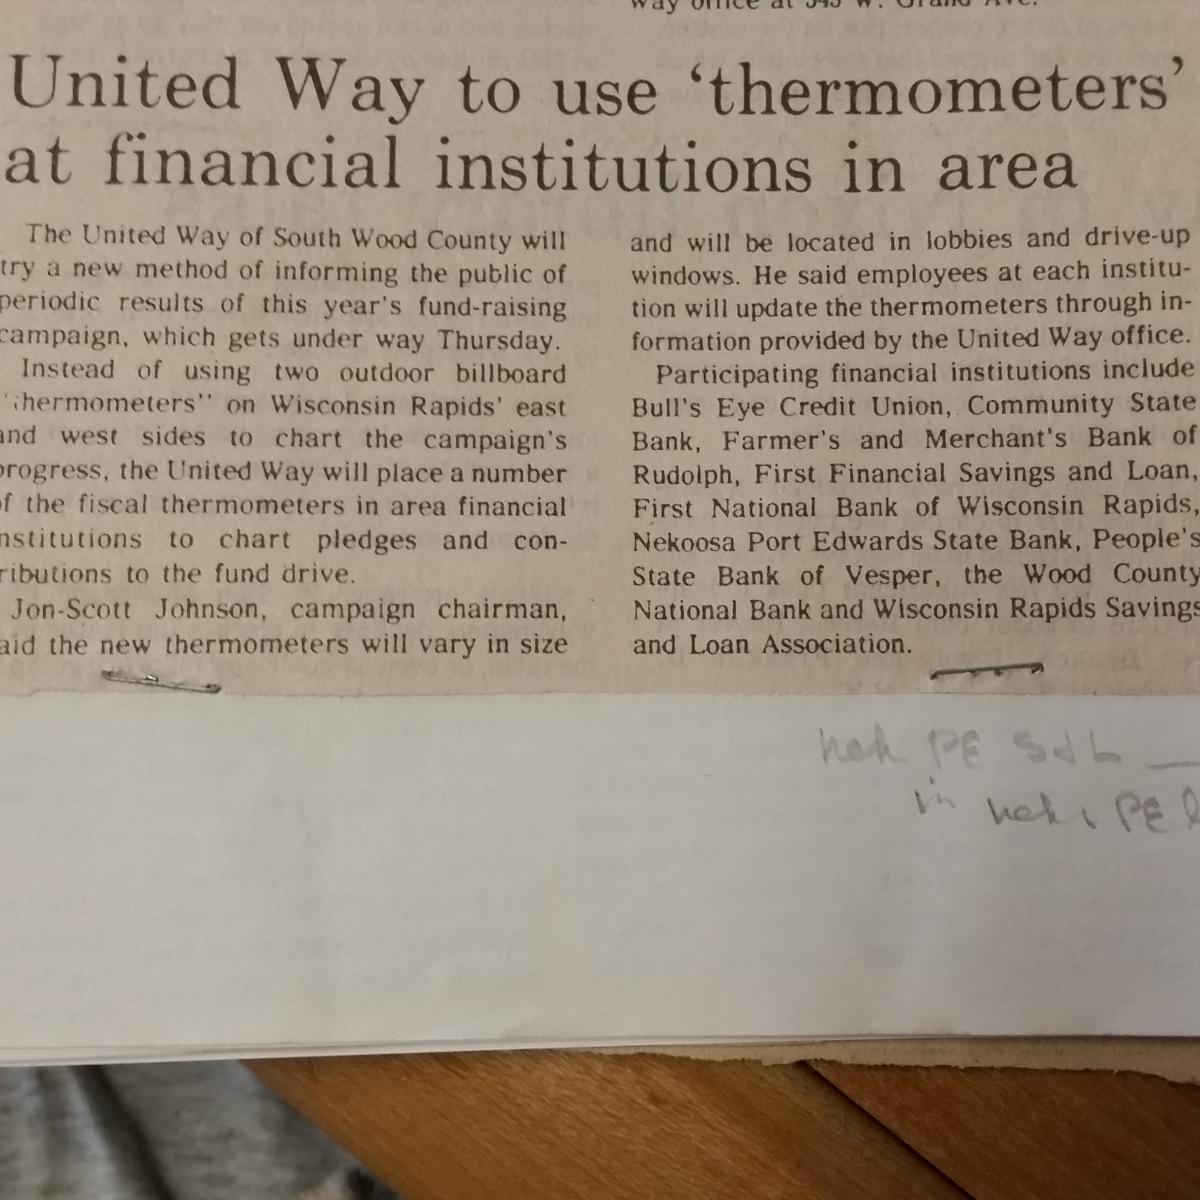 way office at 545 W. Grand Ave.
United Way to use ‘thermometers’
at financial institutions in area
The United Way of South Wood County will
try a new method of informing the public of
periodic results of this year's fund-raising
campaign, which gets under way Thursday.
Instead of using two outdoor billboard
"thermometers" on Wisconsin Rapids' east
and west sides to chart the campaign's
progress, the United Way will place a number
of the fiscal thermometers in area financial
institutions to chart pledges and con-
tributions to the fund drive.
Jon-Scott Johnson, campaign chairman,
said the new thermometers will vary in size
and will be located in lobbies and drive-up
windows. He said employees at each institu-
tion will update the thermometers through in-
formation provided by the United Way office.
Participating financial institutions include
Bull's Eye Credit Union, Community State
Bank, Farmer's and Merchant's Bank of
Rudolph, First Financial Savings and Loan,
First National Bank of Wisconsin Rapids,
Nekoosa Port Edwards State Bank, People's
State Bank of Vesper, the Wood County
National Bank and Wisconsin Rapids Savings
and Loan Association.
nek PE S+L
in nek + PE